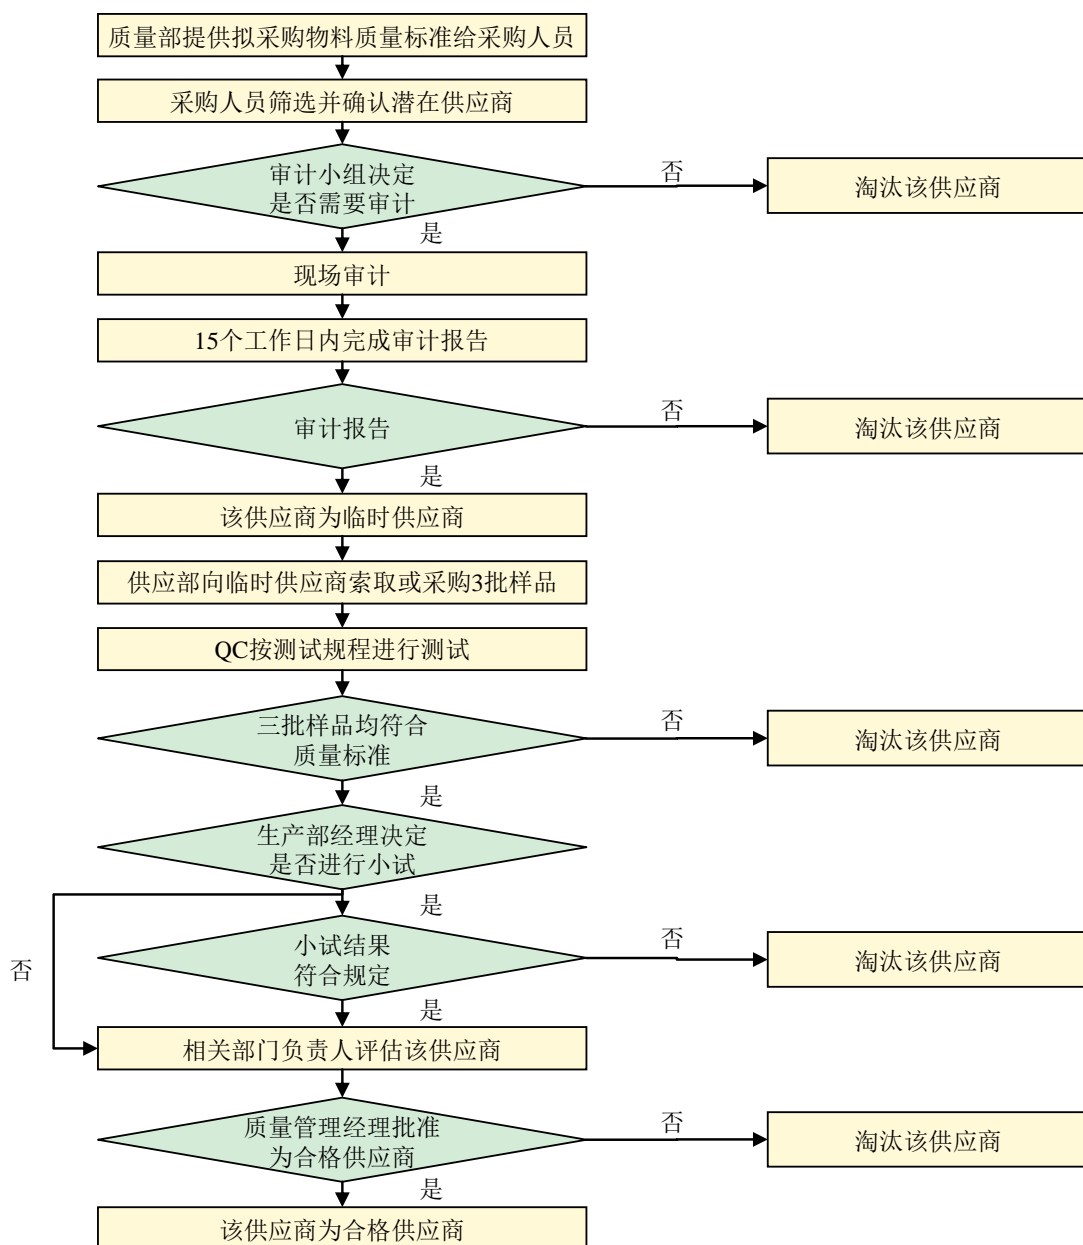 质量部提供拟采购物料质量标准给采购人员
采购人员筛选并确认潜在供应商
审计小组决定
是否需要审计
否
淘汰该供应商
是
现场审计
15个工作日内完成审计报告
审计报告
否
淘汰该供应商
是
该供应商为临时供应商
供应部向临时供应商索取或采购3批样品
QC按测试规程进行测试
三批样品均符合
质量标准
否
淘汰该供应商
是
生产部经理决定
是否进行小试
是
否
小试结果
符合规定
否
淘汰该供应商
是
相关部门负责人评估该供应商
质量管理经理批准
为合格供应商
否
淘汰该供应商
是
该供应商为合格供应商